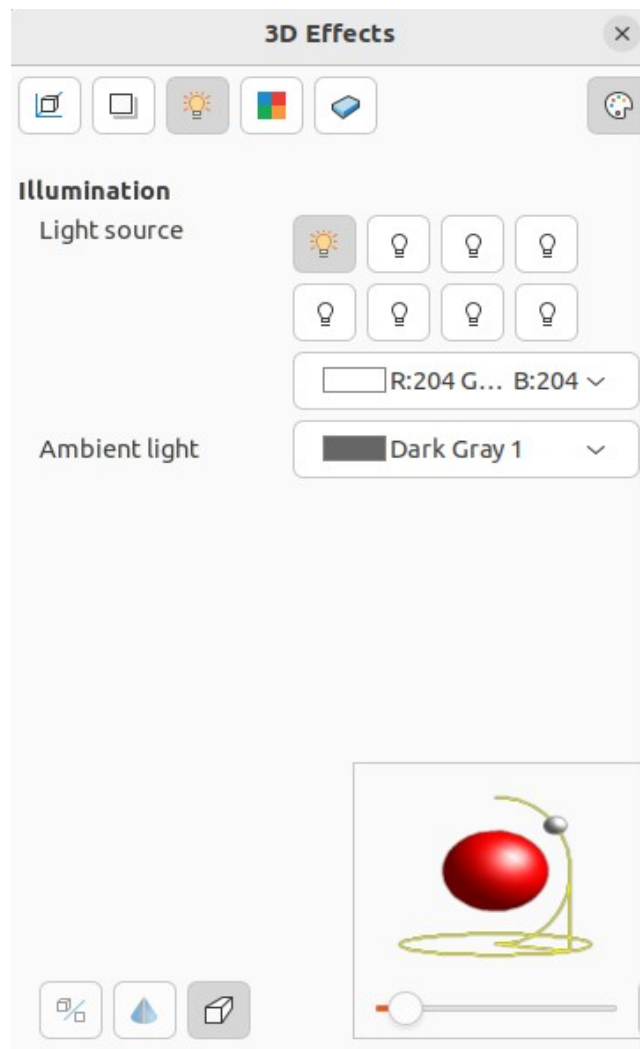 3D Effects
Illumination
Light source
R:204 G... B:204
Ambient light
Dark Gray 1